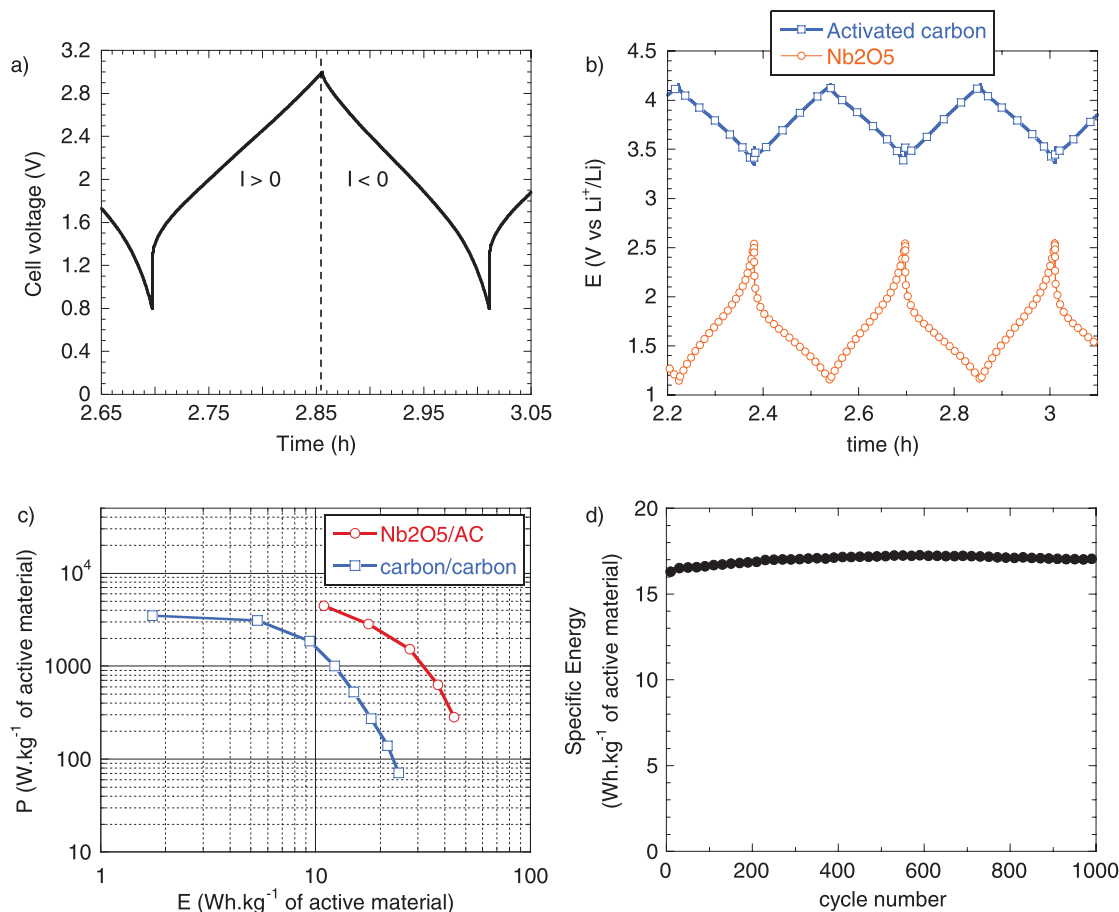 a)
3.2
2.8
2.4
2.0
1.6
1.2
0.8
0.4
0
Cell voltage (V)
I > 0
I < 0
2.65
2.75
2.85
2.95
3.05
Time (h)
b)
Activated carbon
Nb2O5
4.5
4
3.5
3
2.5
2
1.5
1
E (V vs Li⁺/Li)
2.2
2.4
2.6
2.8
3
time (h)
c)
Nb2O5/AC
carbon/carbon
10⁴
1000
100
10
P (W.kg⁻¹ of active material)
1
10
100
E (Wh.kg⁻¹ of active material)
d)
20
15
10
5
0
Specific Energy
(Wh.kg⁻¹ of active material)
0
200
400
600
800
1000
cycle number